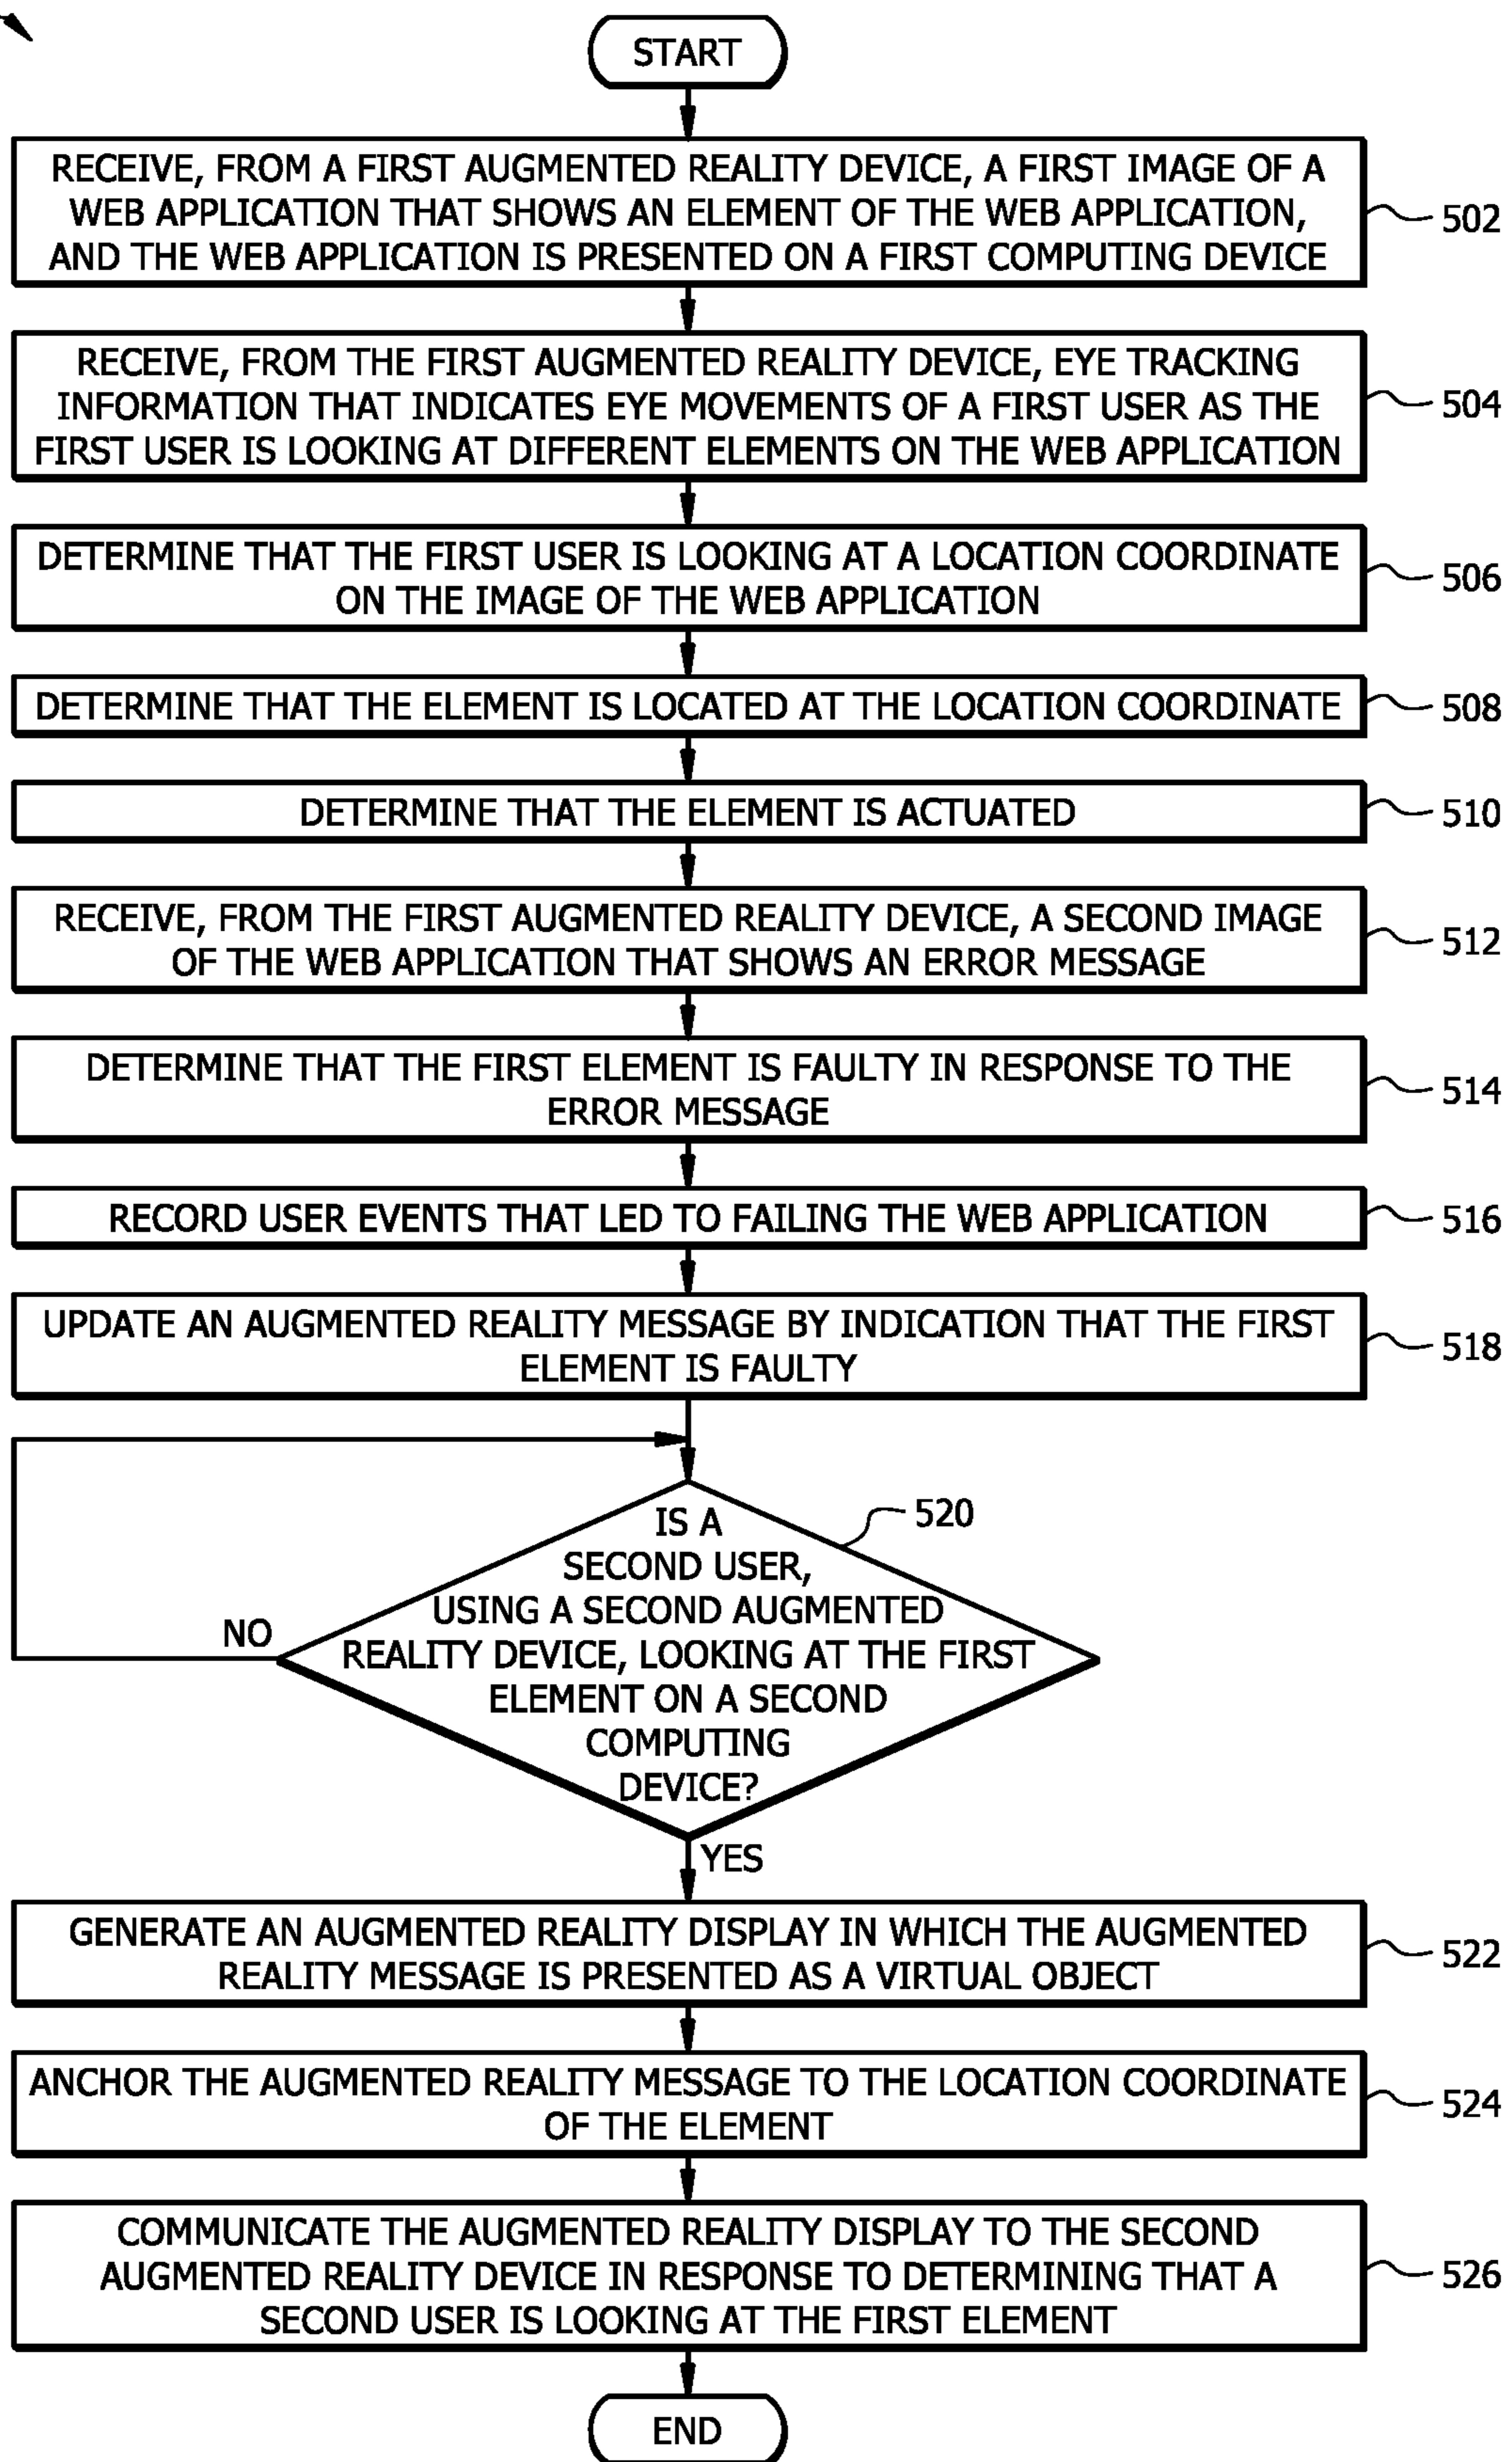 START
RECEIVE, FROM A FIRST AUGMENTED REALITY DEVICE, A FIRST IMAGE OF A
WEB APPLICATION THAT SHOWS AN ELEMENT OF THE WEB APPLICATION,
AND THE WEB APPLICATION IS PRESENTED ON A FIRST COMPUTING DEVICE
502
RECEIVE, FROM THE FIRST AUGMENTED REALITY DEVICE, EYE TRACKING
INFORMATION THAT INDICATES EYE MOVEMENTS OF A FIRST USER AS THE
FIRST USER IS LOOKING AT DIFFERENT ELEMENTS ON THE WEB APPLICATION
504
DETERMINE THAT THE FIRST USER IS LOOKING AT A LOCATION COORDINATE
ON THE IMAGE OF THE WEB APPLICATION
506
DETERMINE THAT THE ELEMENT IS LOCATED AT THE LOCATION COORDINATE
508
DETERMINE THAT THE ELEMENT IS ACTUATED
510
RECEIVE, FROM THE FIRST AUGMENTED REALITY DEVICE, A SECOND IMAGE
OF THE WEB APPLICATION THAT SHOWS AN ERROR MESSAGE
512
DETERMINE THAT THE FIRST ELEMENT IS FAULTY IN RESPONSE TO THE
ERROR MESSAGE
514
RECORD USER EVENTS THAT LED TO FAILING THE WEB APPLICATION
516
UPDATE AN AUGMENTED REALITY MESSAGE BY INDICATION THAT THE FIRST
ELEMENT IS FAULTY
518
IS A
SECOND USER,
USING A SECOND AUGMENTED
REALITY DEVICE, LOOKING AT THE FIRST
ELEMENT ON A SECOND
COMPUTING
DEVICE?
520
NO
YES
GENERATE AN AUGMENTED REALITY DISPLAY IN WHICH THE AUGMENTED
REALITY MESSAGE IS PRESENTED AS A VIRTUAL OBJECT
522
ANCHOR THE AUGMENTED REALITY MESSAGE TO THE LOCATION COORDINATE
OF THE ELEMENT
524
COMMUNICATE THE AUGMENTED REALITY DISPLAY TO THE SECOND
AUGMENTED REALITY DEVICE IN RESPONSE TO DETERMINING THAT A
SECOND USER IS LOOKING AT THE FIRST ELEMENT
526
END